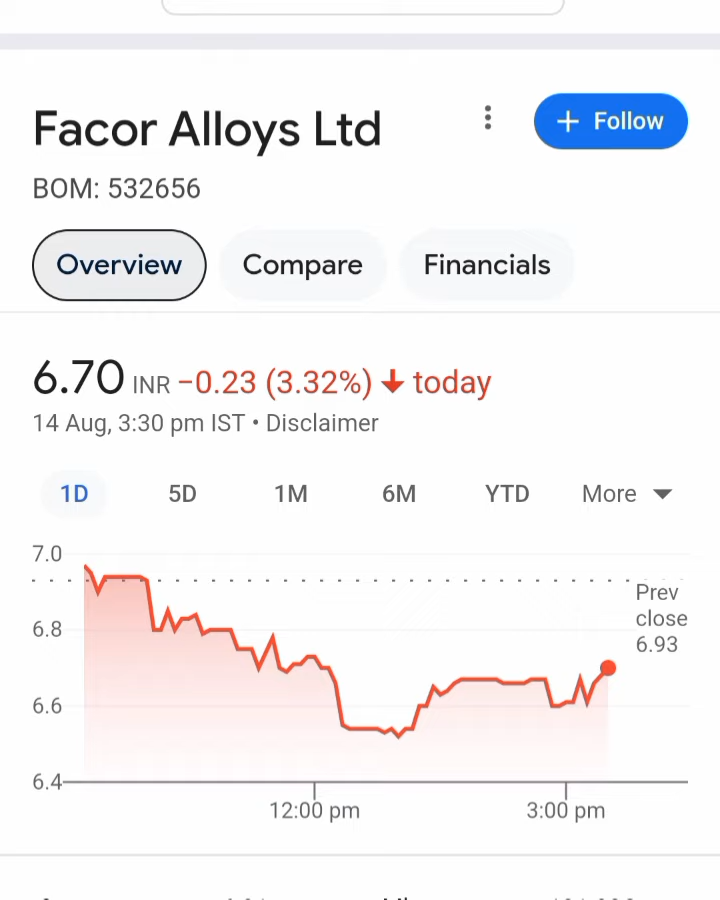 Facor Alloys Ltd
+ Follow
BOM: 532656
Overview
Compare
Financials
6.70 INR −0.23 (3.32%) ↓ today
14 Aug, 3:30 pm IST • Disclaimer
1D
5D
1M
6M
YTD
More
7.0
6.8
6.6
6.4
Prev
close
6.93
12:00 pm
3:00 pm